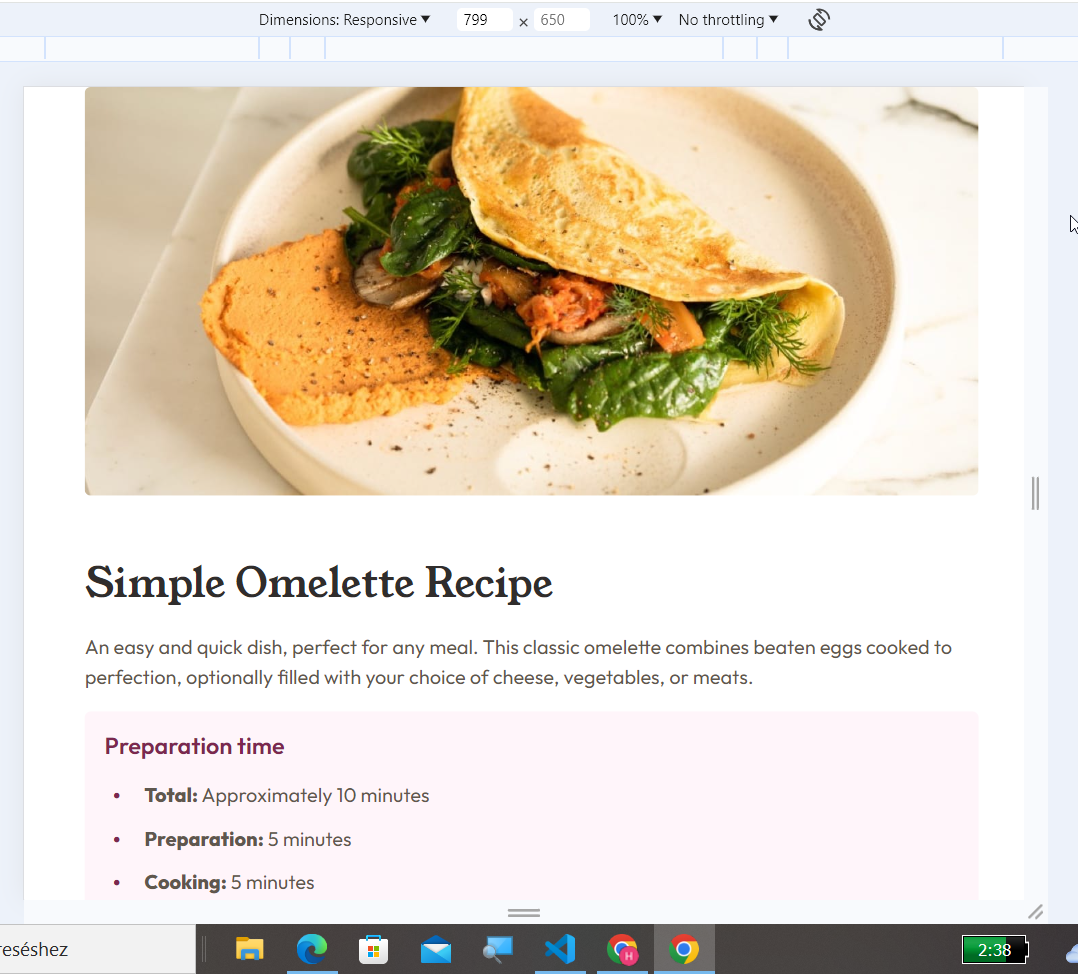 Dimensions: Responsive ▼ 799 × 650 100% ▼ No throttling ▼
Simple Omelette Recipe
An easy and quick dish, perfect for any meal. This classic omelette combines beaten eggs cooked to
perfection, optionally filled with your choice of cheese, vegetables, or meats.
Preparation time
• Total: Approximately 10 minutes
• Preparation: 5 minutes
• Cooking: 5 minutes
reséshez
H
2:38